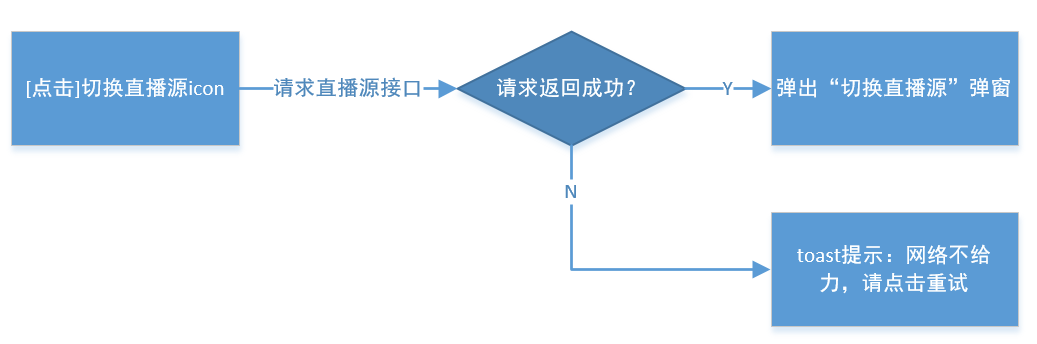 [点击]切换直播源icon
请求直播源接口
请求返回成功？
Y
弹出“切换直播源”弹窗
N
toast提示：网络不给
力，请点击重试